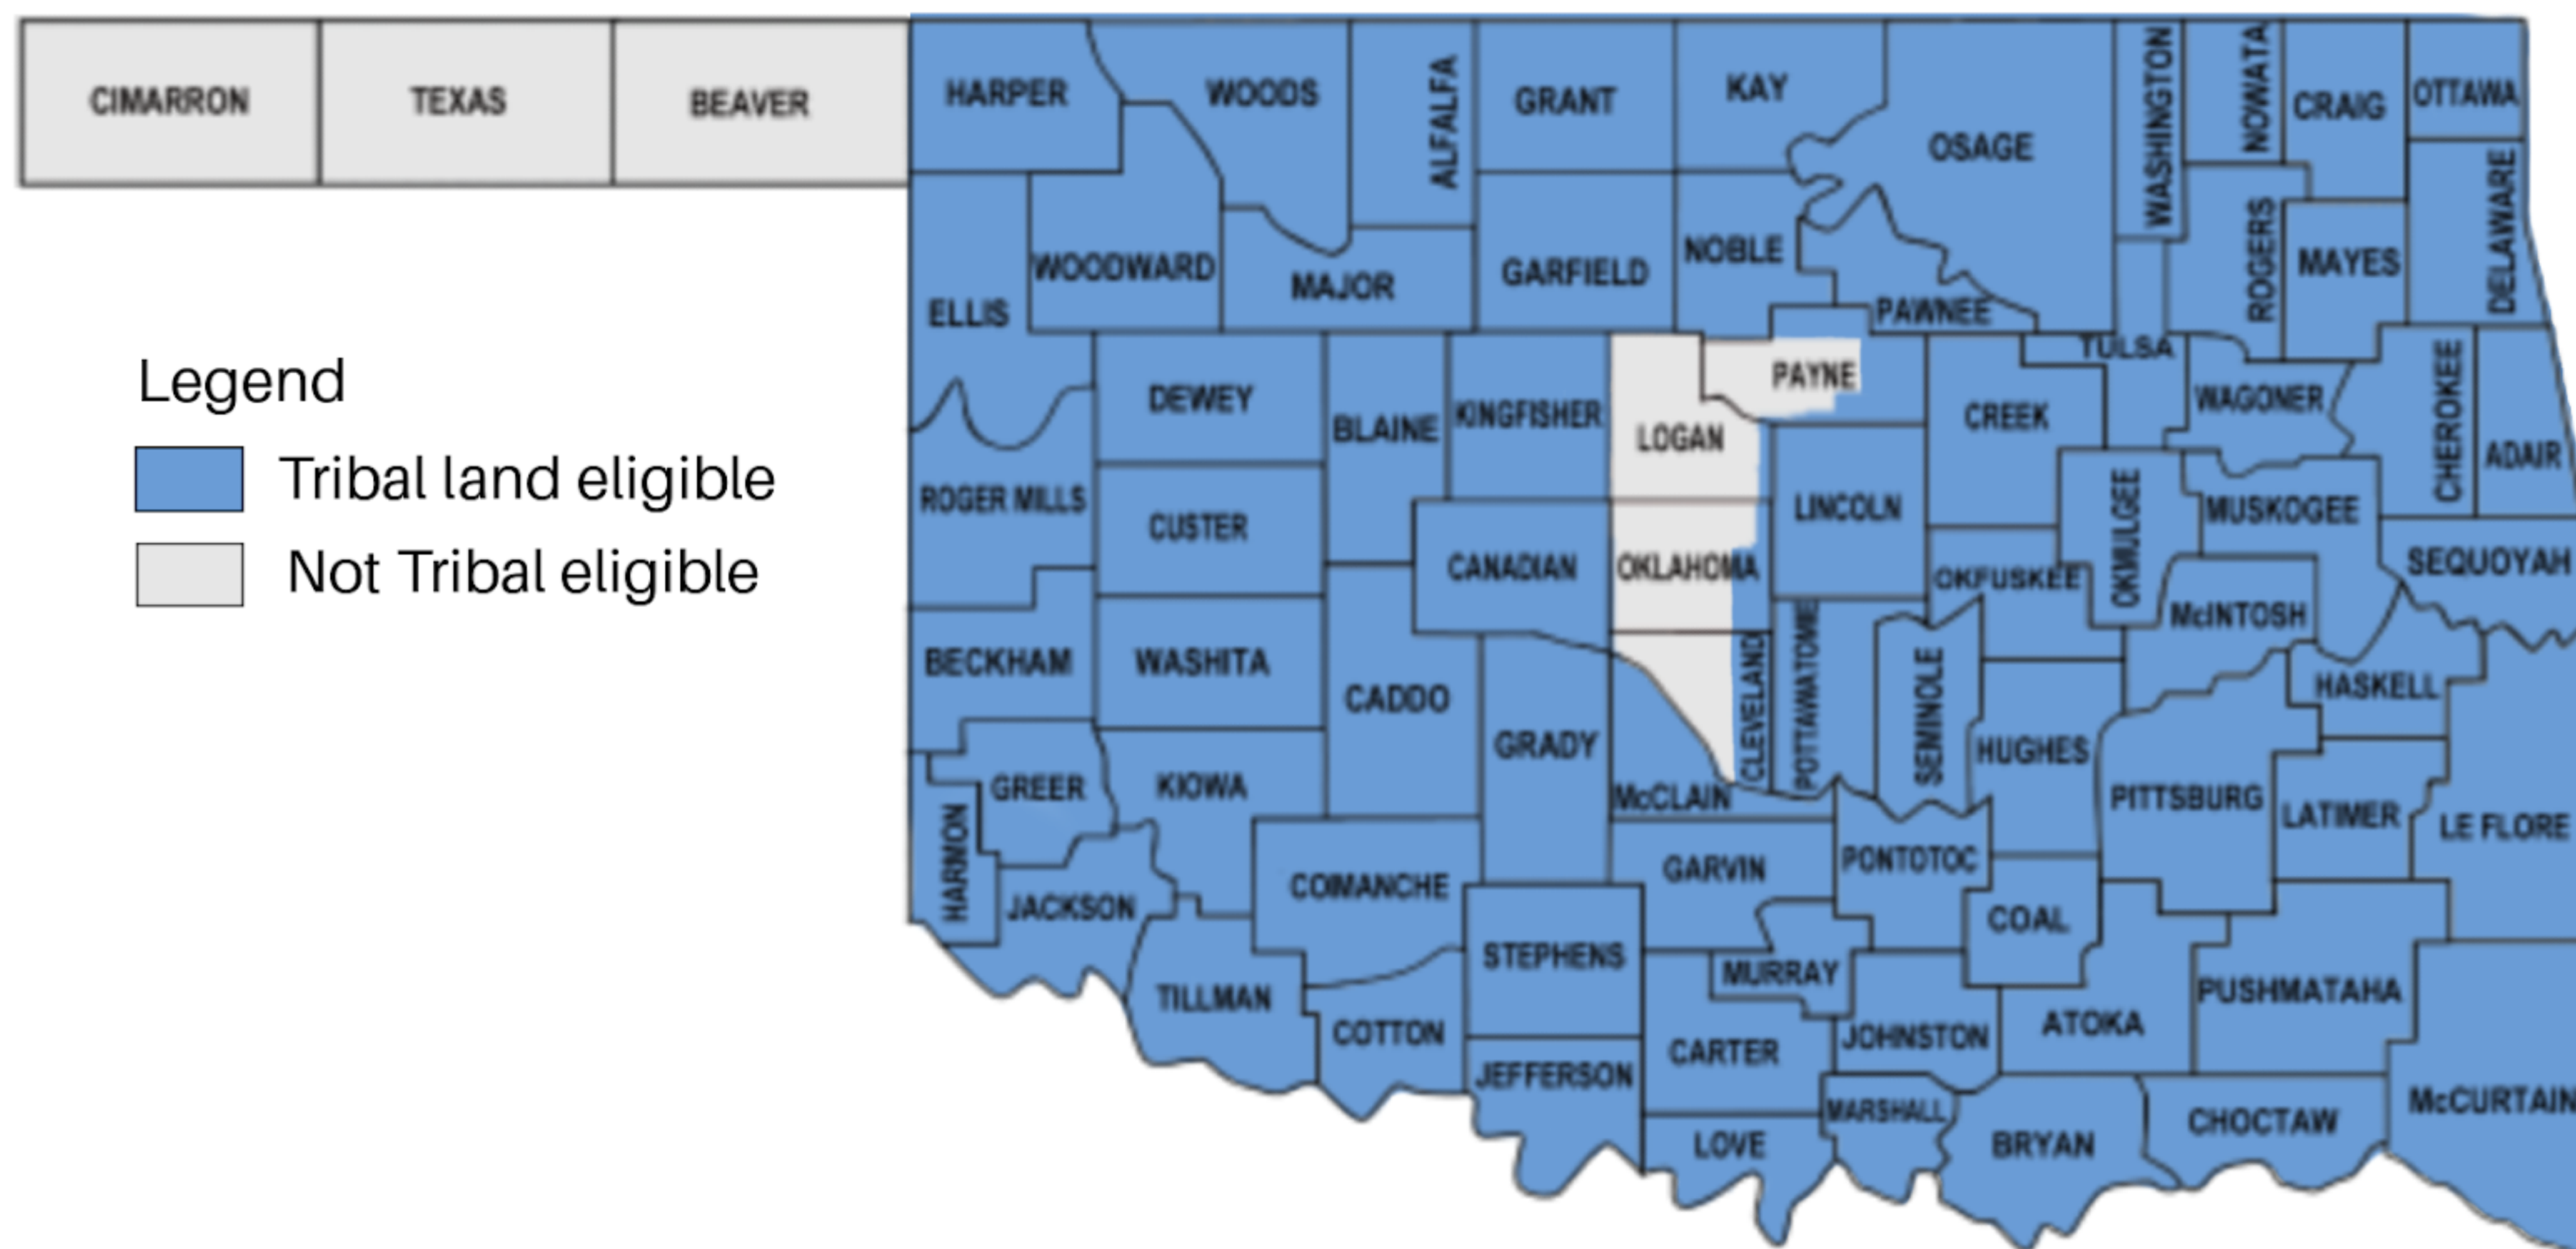 CIMARRON
TEXAS
BEAVER
HARPER
WOODS
ALFALFA
GRANT
KAY
OSAGE
WASHINGTON
NOWATA
CRAIG
OTTAWA
DELAWARE
ELLIS
WOODWARD
MAJOR
GARFIELD
NOBLE
PAWNEE
TULSA
ROGERS
MAYES
Legend
Tribal land eligible
Not Tribal eligible
ROGER MILLS
DEWEY
BLAINE
KINGFISHER
LOGAN
PAYNE
CREEK
WAGONER
CHEROKEE
ADAIR
CUSTER
CANADIAN
OKLAHOMA
LINCOLN
OKFUSKEE
OKMULGEE
MUSKOGEE
McINTOSH
SEQUOYAH
BECKHAM
WASHITA
CADDO
GRADY
CLEVELAND
POTTAWATOMIE
SEMINOLE
HUGHES
HASKELL
GREER
KIOWA
McCLAIN
PITTSBURG
LATIMER
LE FLORE
HARMON
JACKSON
COMANCHE
GARVIN
PONTOTOC
COAL
TILLMAN
COTTON
STEPHENS
MURRAY
JOHNSTON
ATOKA
PUSHMATAHA
JEFFERSON
CARTER
LOVE
MARSHALL
BRYAN
CHOCTAW
McCURTAIN